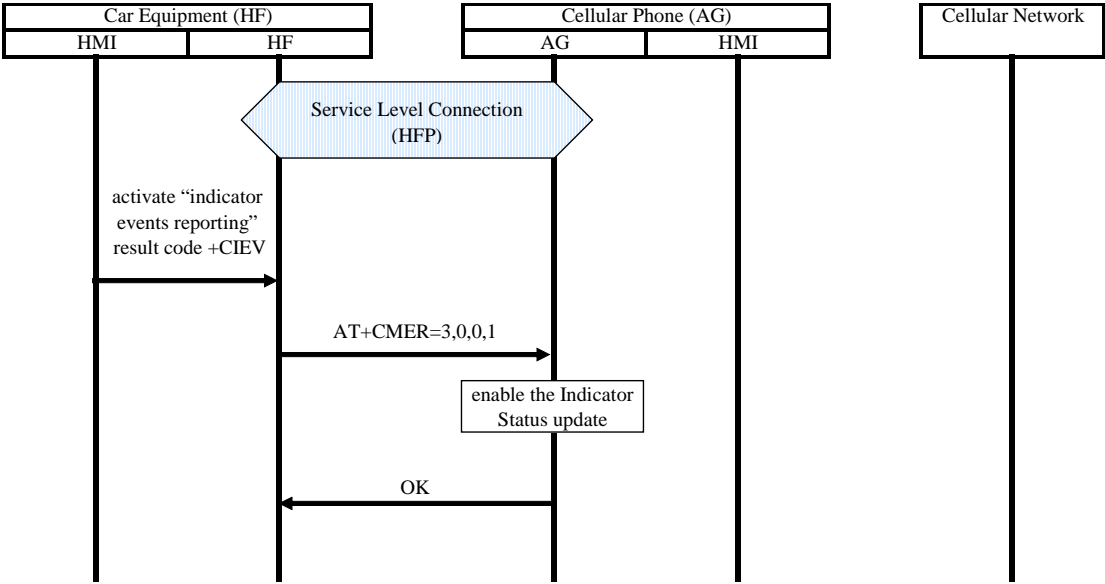 Car Equipment (HF)
Cellular Phone (AG)
Cellular Network
HMI
HF
AG
HMI
Service Level Connection
(HFP)
activate “indicator
events reporting”
result code +CIEV
AT+CMER=3,0,0,1
enable the Indicator
Status update
OK